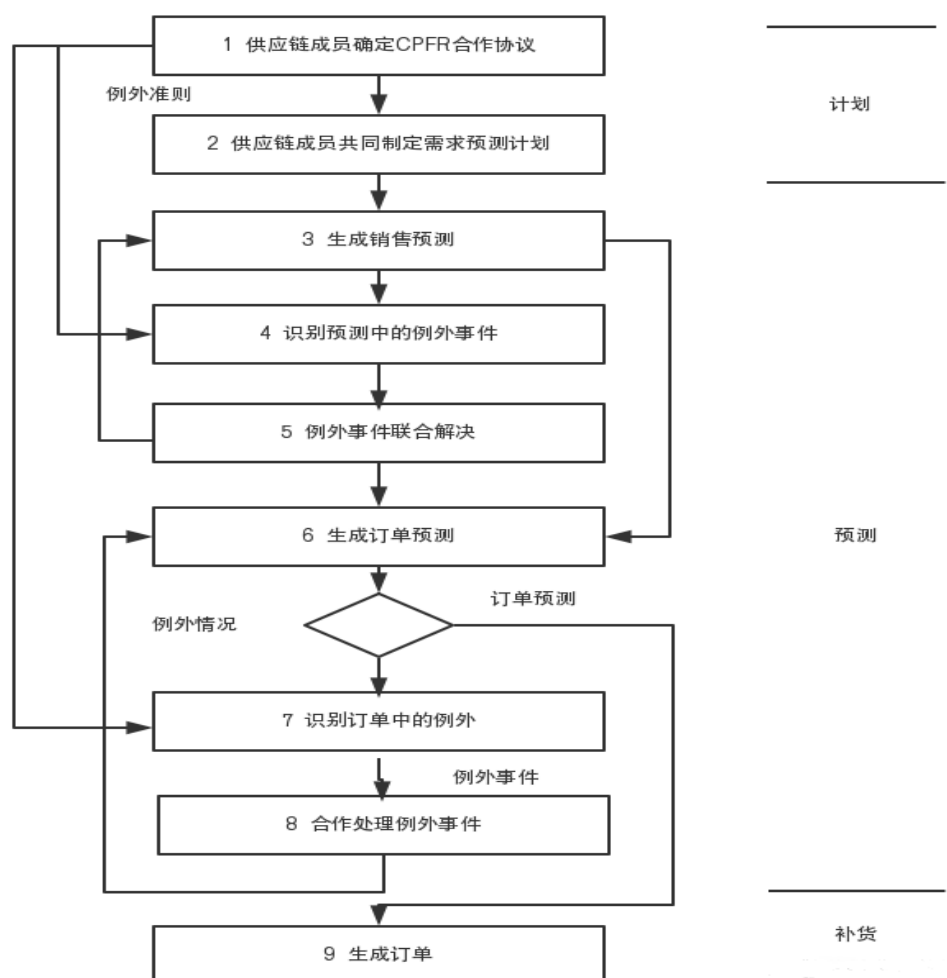 1 供应链成员确定CPFR合作协议
例外准则
计划
2 供应链成员共同制定需求预测计划
3 生成销售预测
4 识别预测中的例外事件
5 例外事件联合解决
6 生成订单预测
预测
订单预测
例外情况
7 识别订单中的例外
例外事件
8 合作处理例外事件
补货
9 生成订单